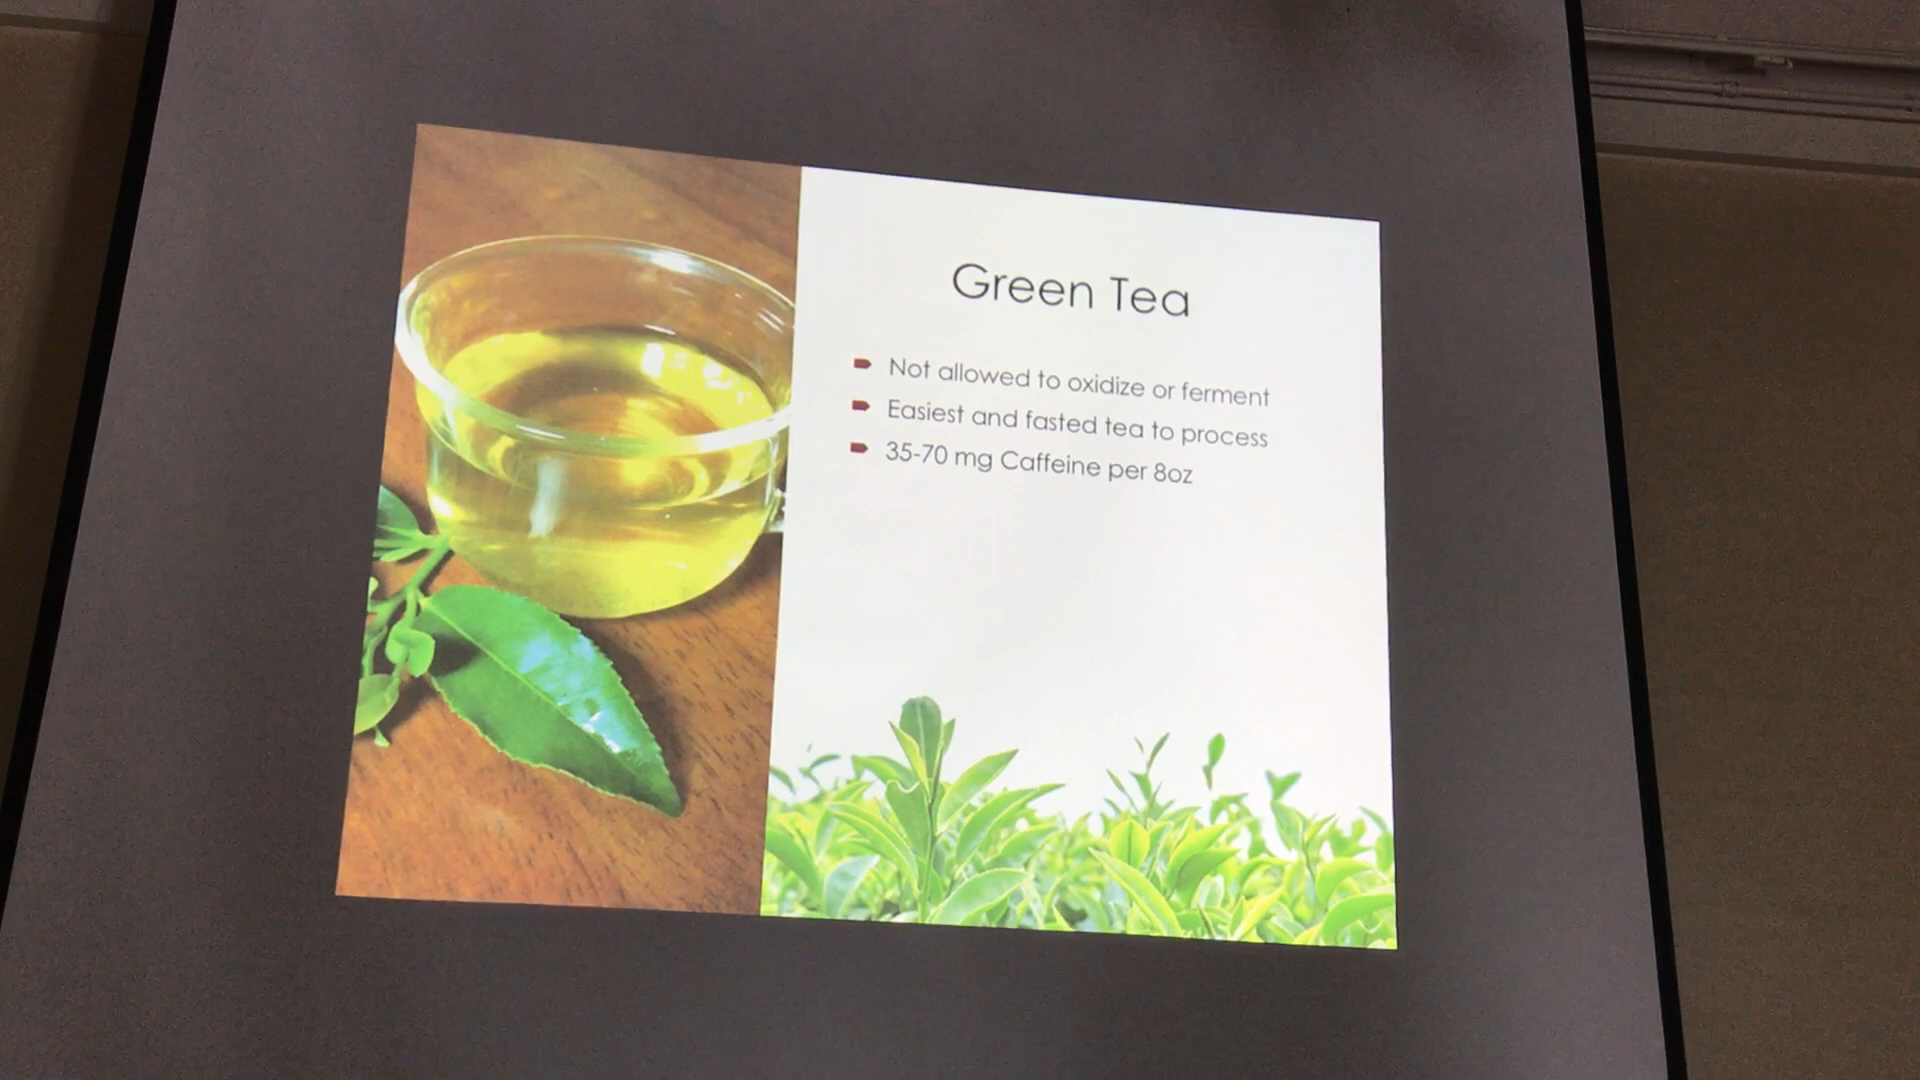 Green Tea
Not allowed to oxidize or ferment
Easiest and fasted tea to process
35-70 mg Caffeine per 8oz